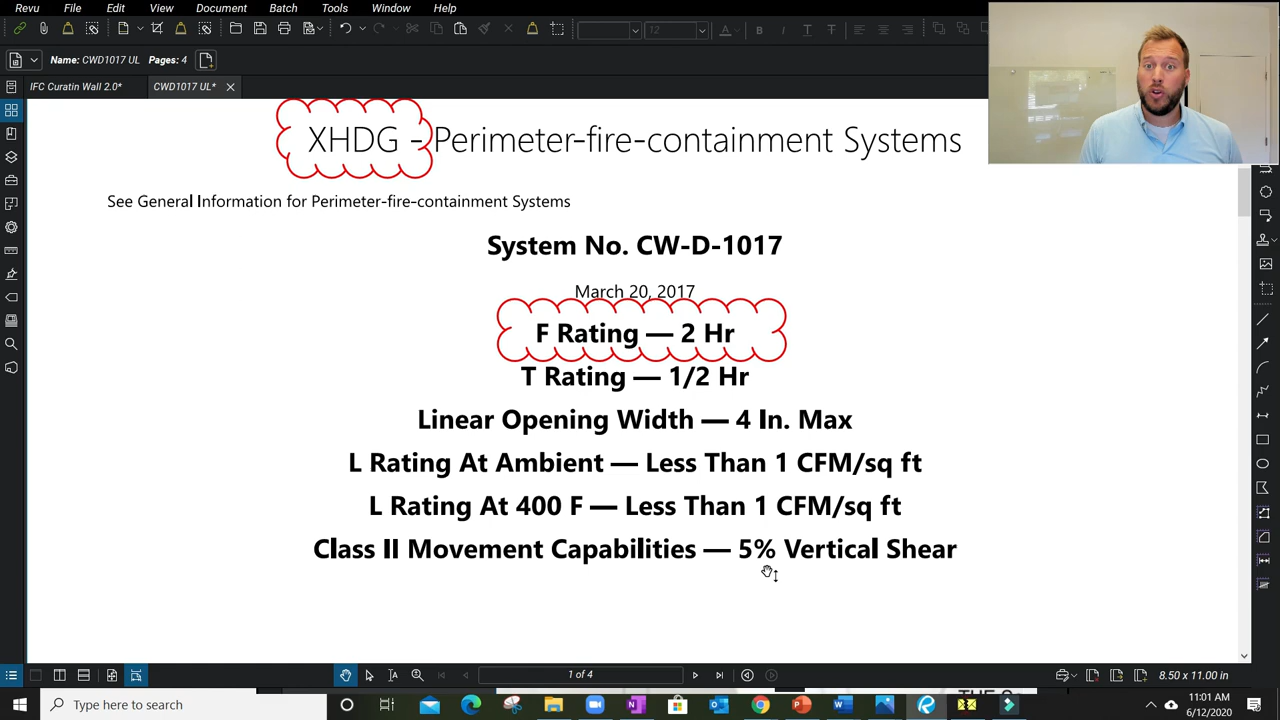 Revu File Edit View Document Batch Tools Window Help
12
Name: CWD1017 UL Pages: 4
IFC Curatin Wall 2.0* CWD1017 UL*
XHDG - Perimeter-fire-containment Systems
See General Information for Perimeter-fire-containment Systems
System No. CW-D-1017
March 20, 2017
F Rating — 2 Hr
T Rating — 1/2 Hr
Linear Opening Width — 4 In. Max
L Rating At Ambient — Less Than 1 CFM/sq ft
L Rating At 400 F — Less Than 1 CFM/sq ft
Class II Movement Capabilities — 5% Vertical Shear
1 of 4
8.50 x 11.00 in
Type here to search
11:01 AM
6/12/2020